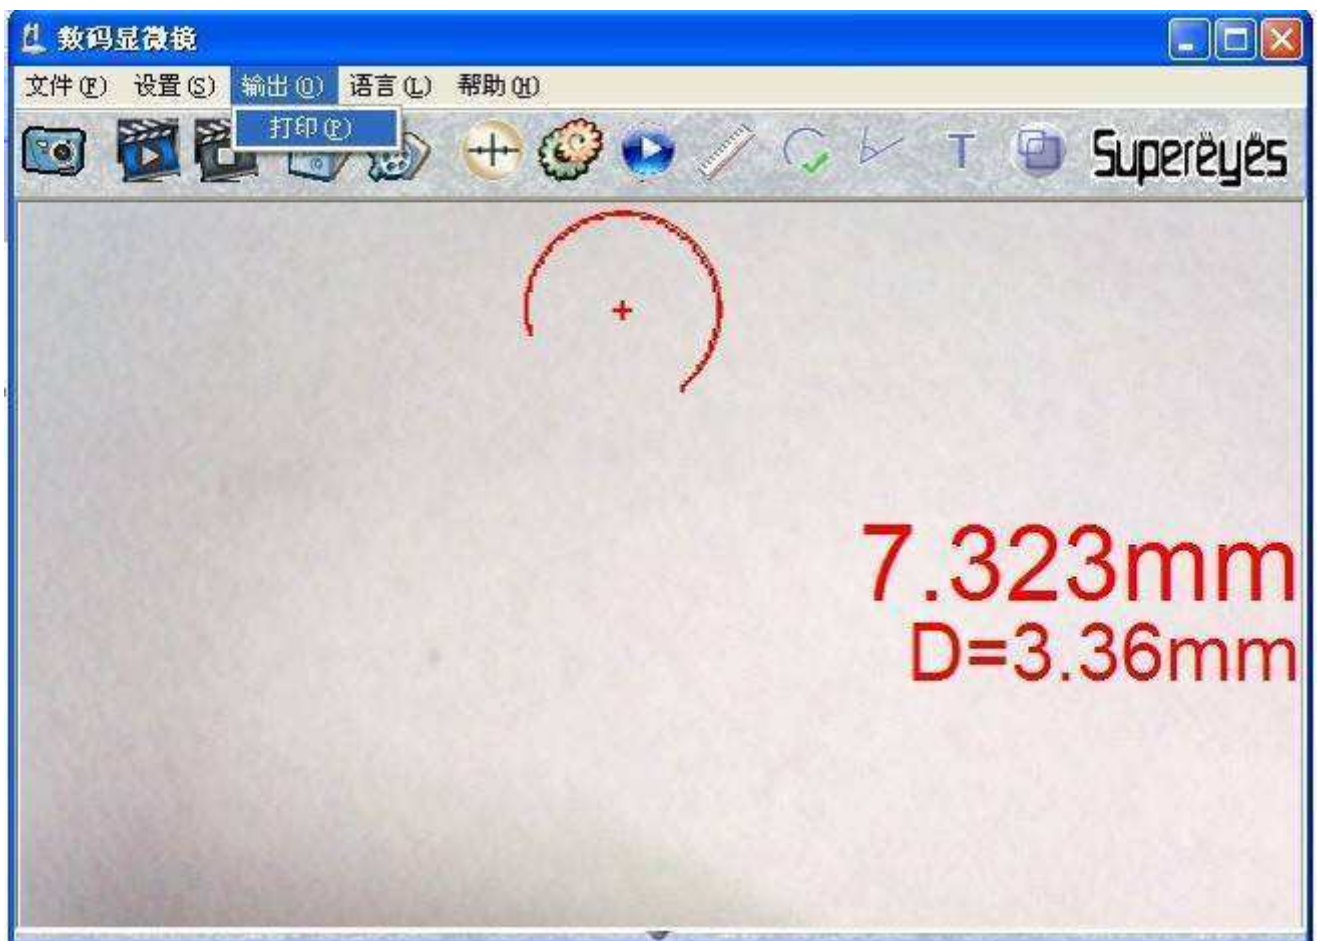 数码显微镜
文件(F) 设置(S) 输出(O) 语言(L) 帮助(H)
打印(P)
T
Supereyes
7.323mm
D=3.36mm